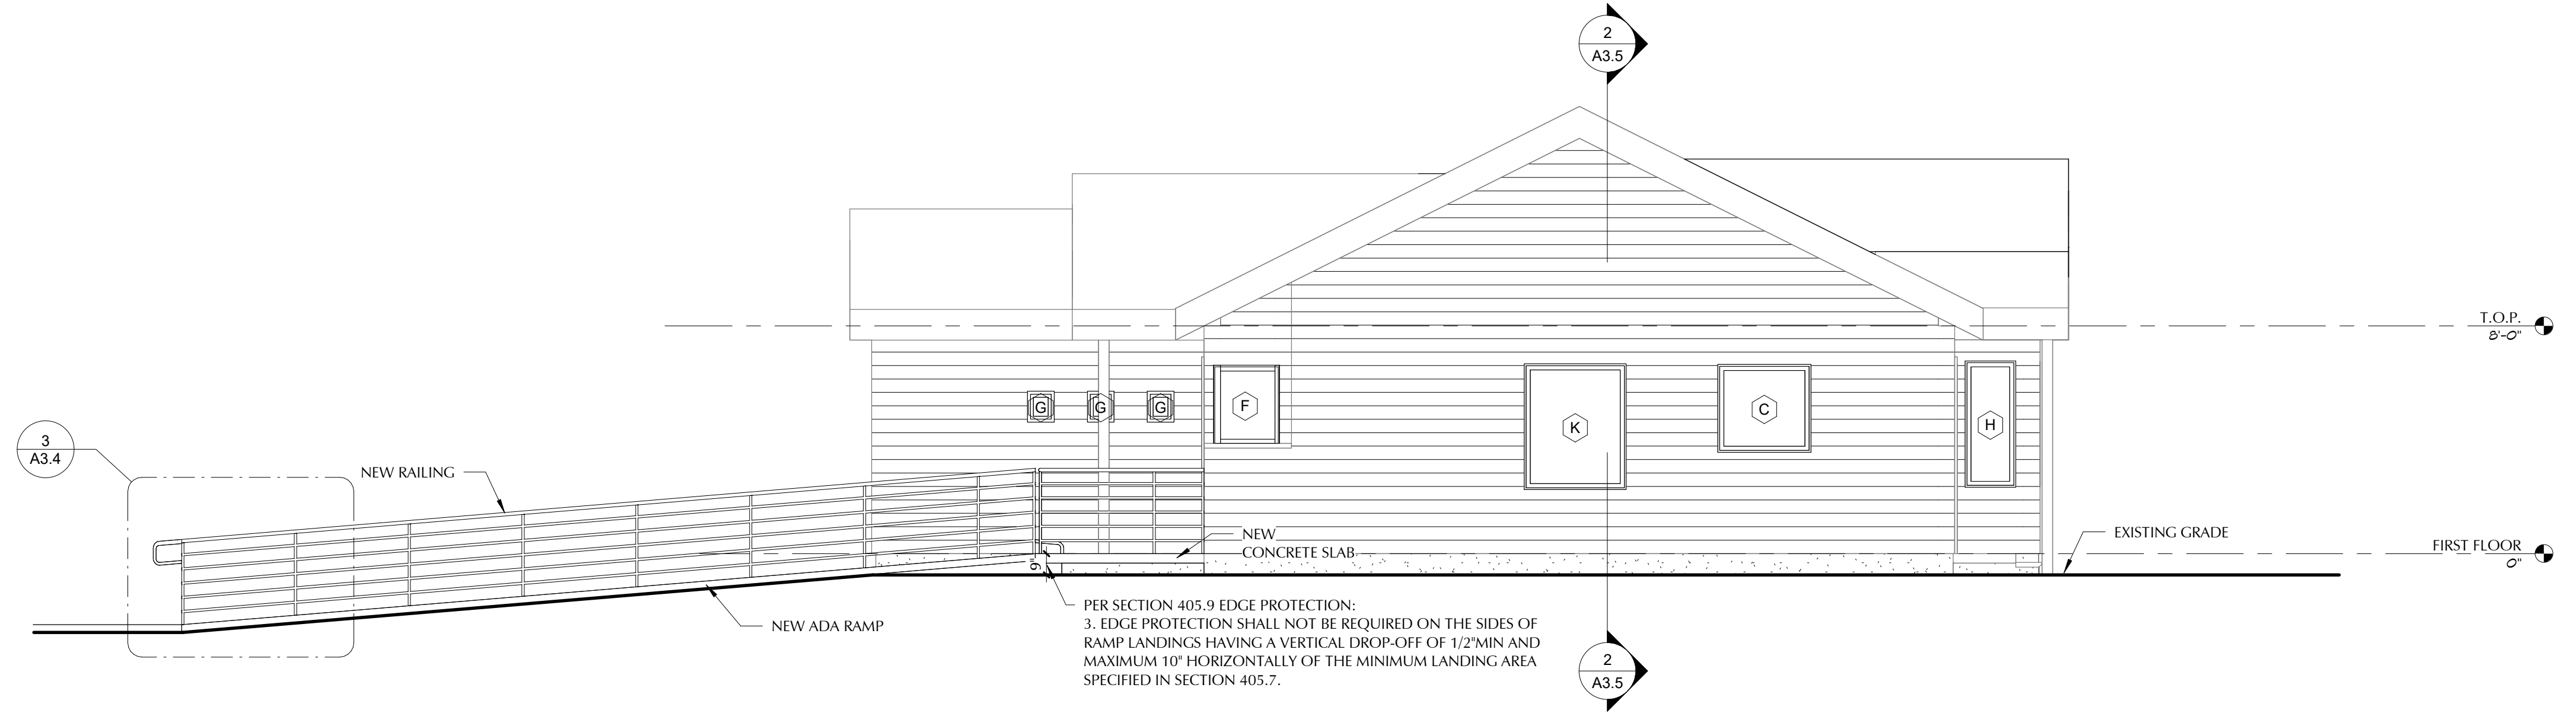 2
A3.5
T.O.P.
8'-0"
G
G
G
F
K
C
H
3
A3.4
NEW RAILING
NEW
CONCRETE SLAB
EXISTING GRADE
FIRST FLOOR
0"
9"
NEW ADA RAMP
PER SECTION 405.9 EDGE PROTECTION:
3. EDGE PROTECTION SHALL NOT BE REQUIRED ON THE SIDES OF
RAMP LANDINGS HAVING A VERTICAL DROP-OFF OF 1/2"MIN AND
MAXIMUM 10" HORIZONTALLY OF THE MINIMUM LANDING AREA
SPECIFIED IN SECTION 405.7.
2
A3.5